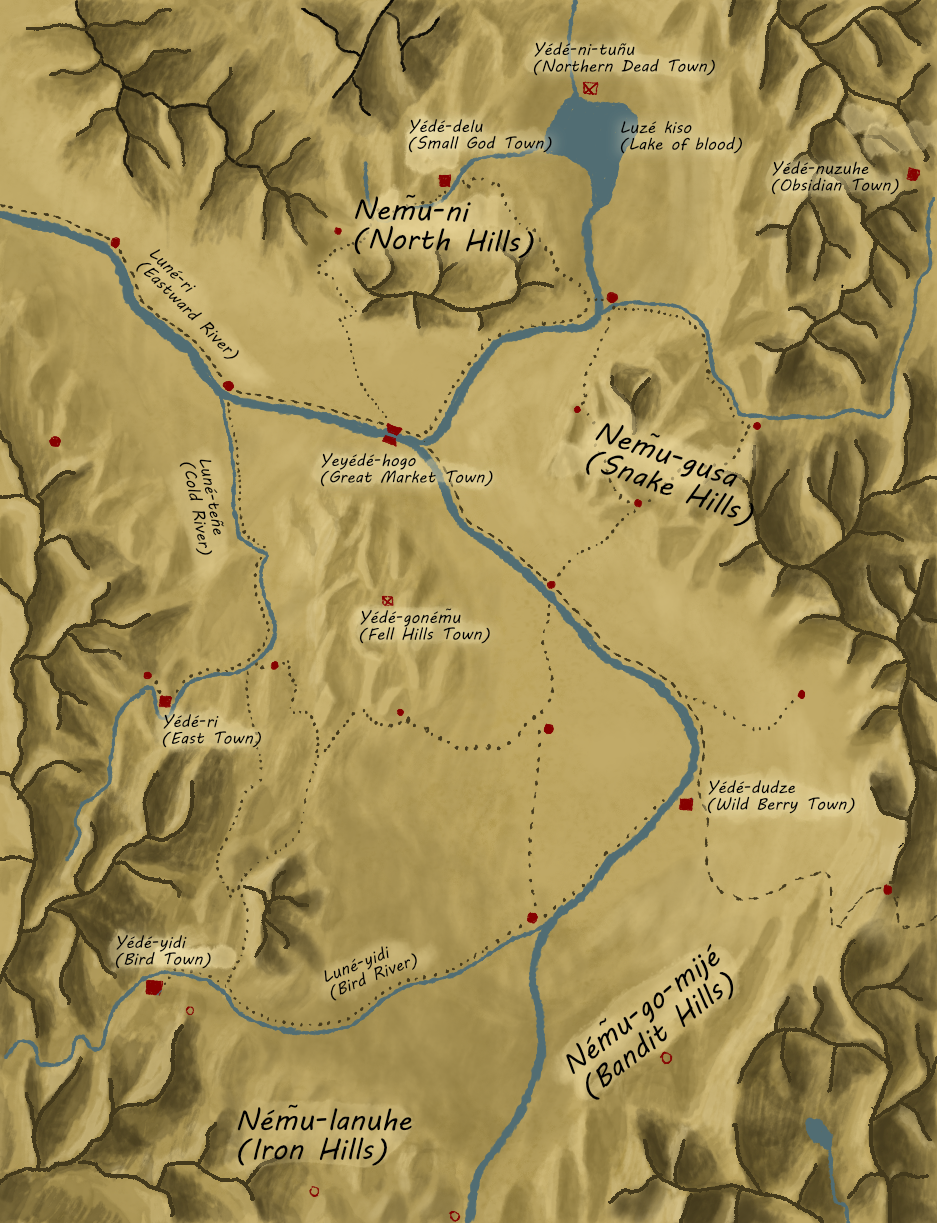 Yédé-ni-tuñu
(Northern Dead Town)
Yédé-delu
(Small God Town)
Luzé kiso
(Lake of blood)
Yédé-nuzuhe
(Obsidian Town)
Nem̃u-ni
(North Hills)
Luné-ri
(Eastward River)
Yeyédé-hogo
(Great Market Town)
Nem̃u-gusa
(Snake Hills)
Luné-teñe
(Cold River)
Yédé-goném̃u
(Fell Hills Town)
Yédé-ri
(East Town)
Yédé-dudze
(Wild Berry Town)
Yédé-yidi
(Bird Town)
Luné-yidi
(Bird River)
Ném̃u-go-mijé
(Bandit Hills)
Ném̃u-lanuhe
(Iron Hills)